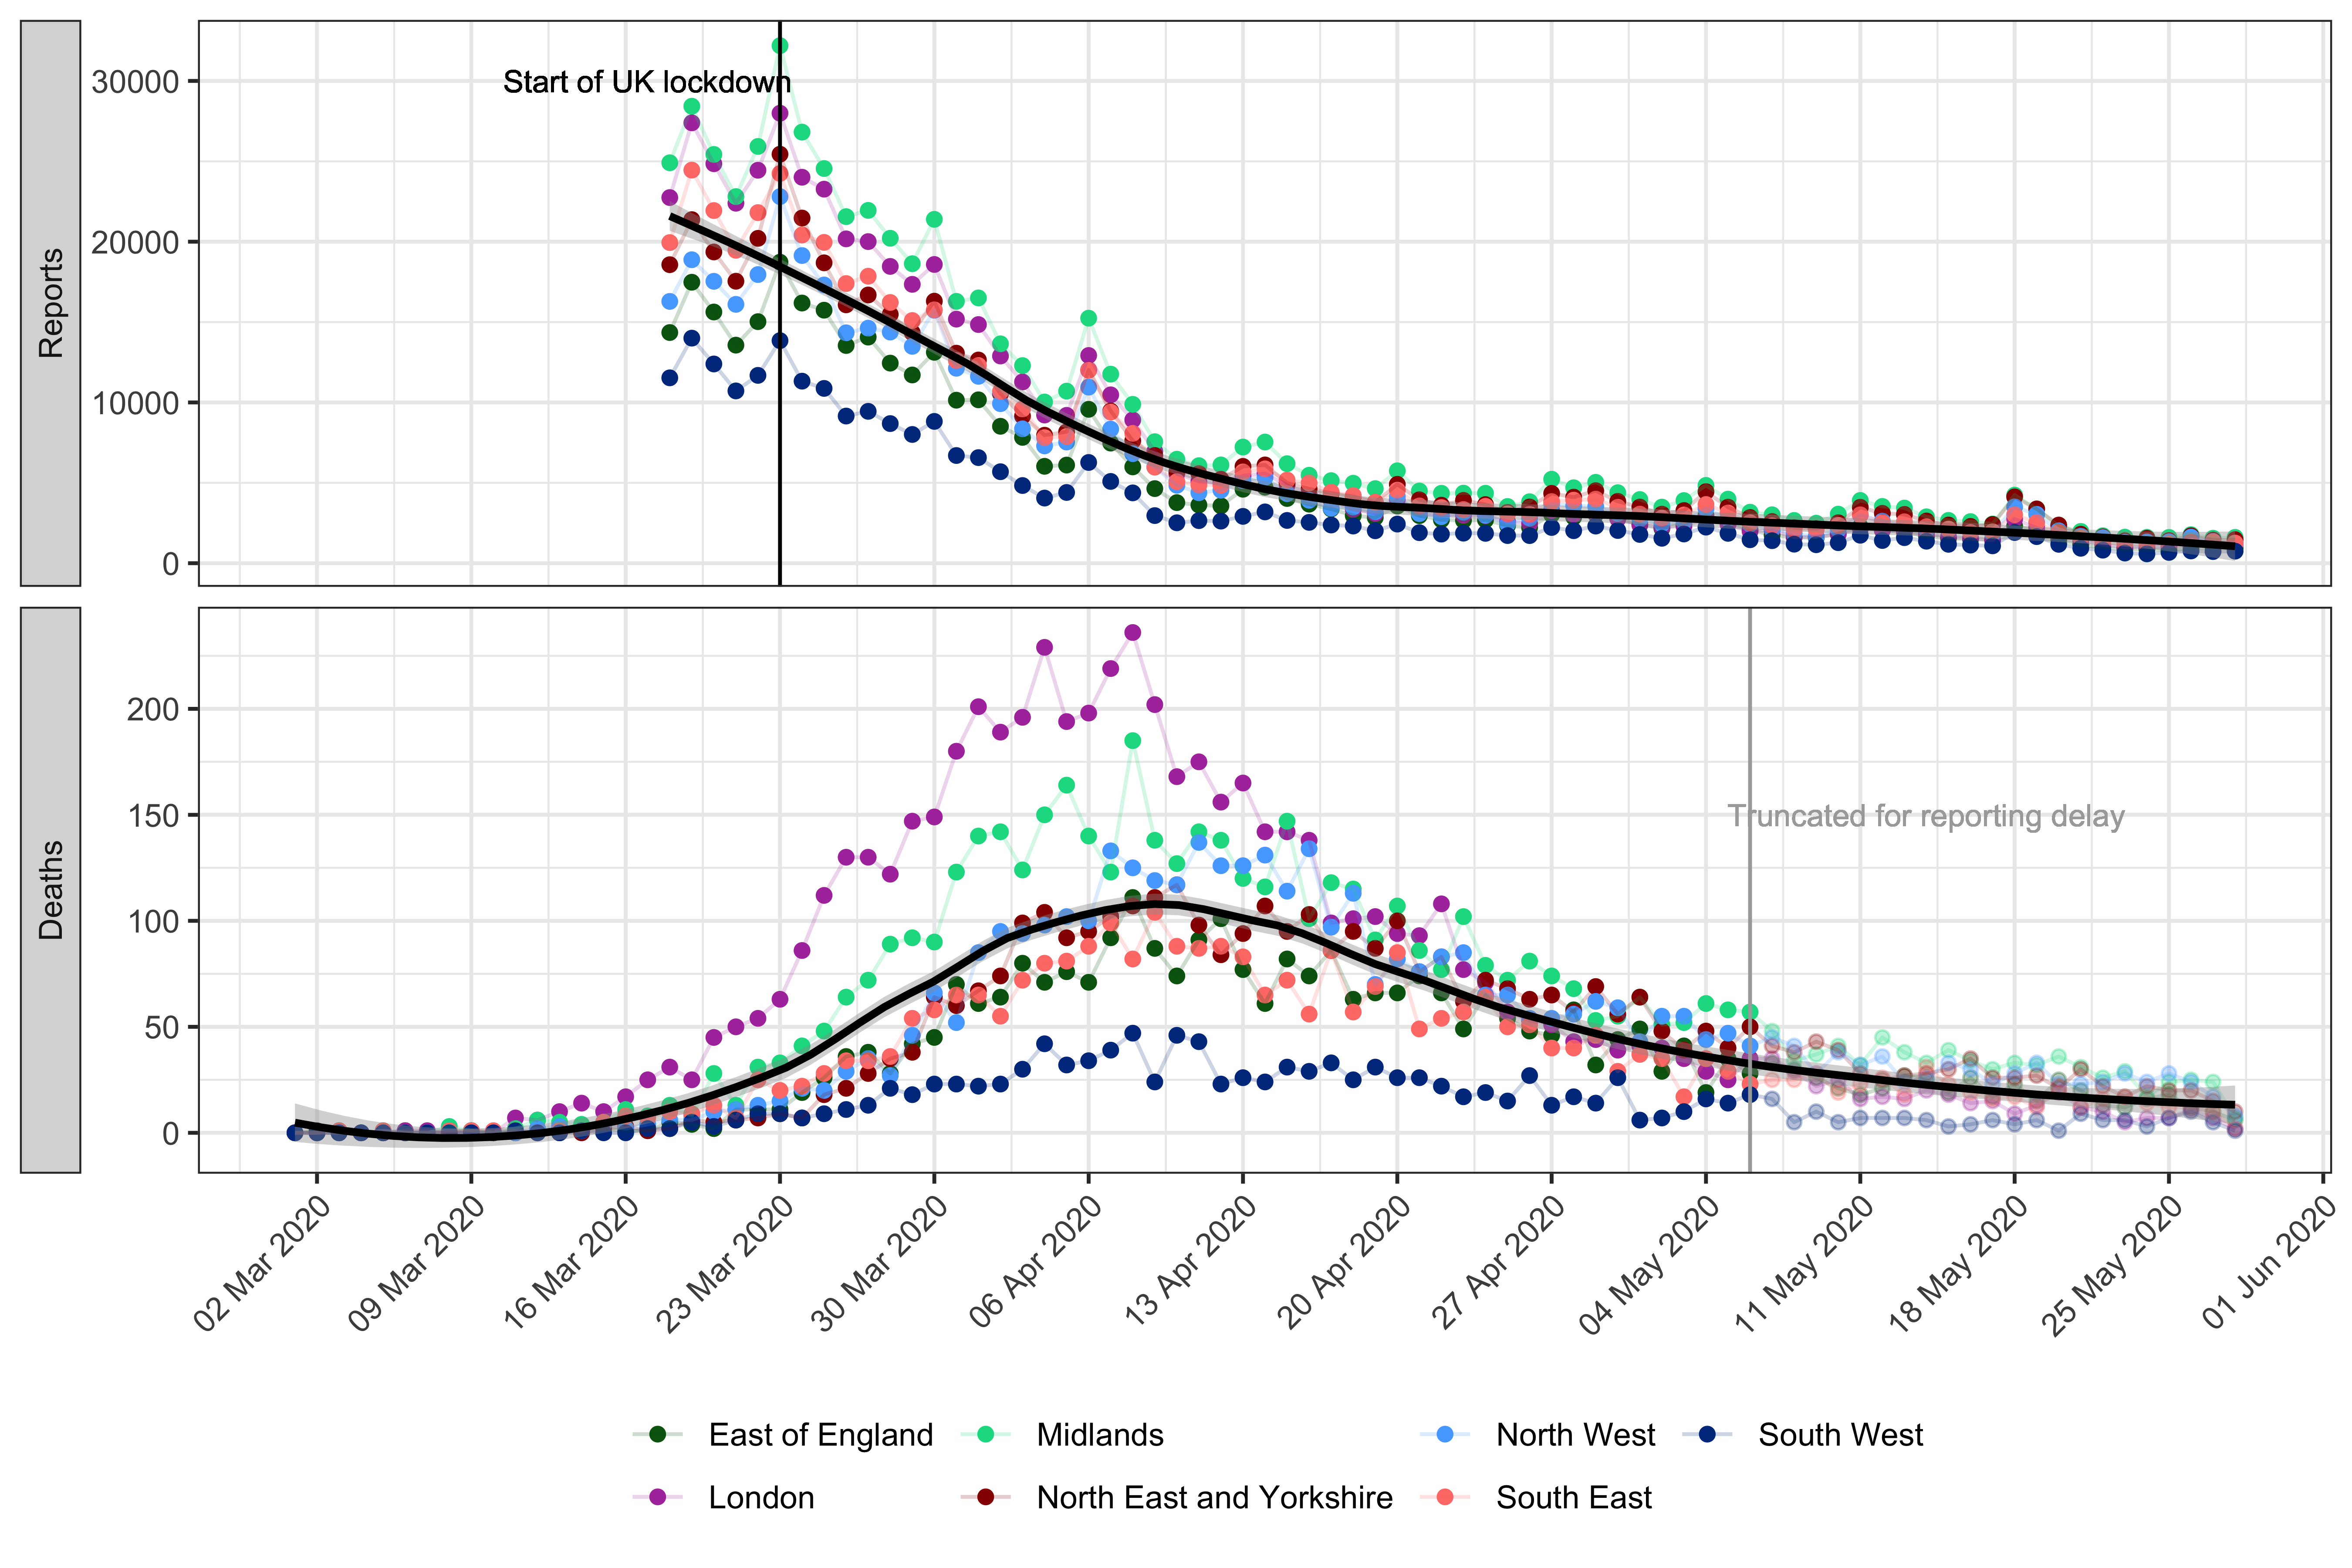 Reports
30000
20000
10000
0
Start of UK lockdown
Deaths
200
150
100
50
0
Truncated for reporting delay
02 Mar 2020
09 Mar 2020
16 Mar 2020
23 Mar 2020
30 Mar 2020
06 Apr 2020
13 Apr 2020
20 Apr 2020
27 Apr 2020
04 May 2020
11 May 2020
18 May 2020
25 May 2020
01 Jun 2020
East of England
Midlands
North West
South West
London
North East and Yorkshire
South East